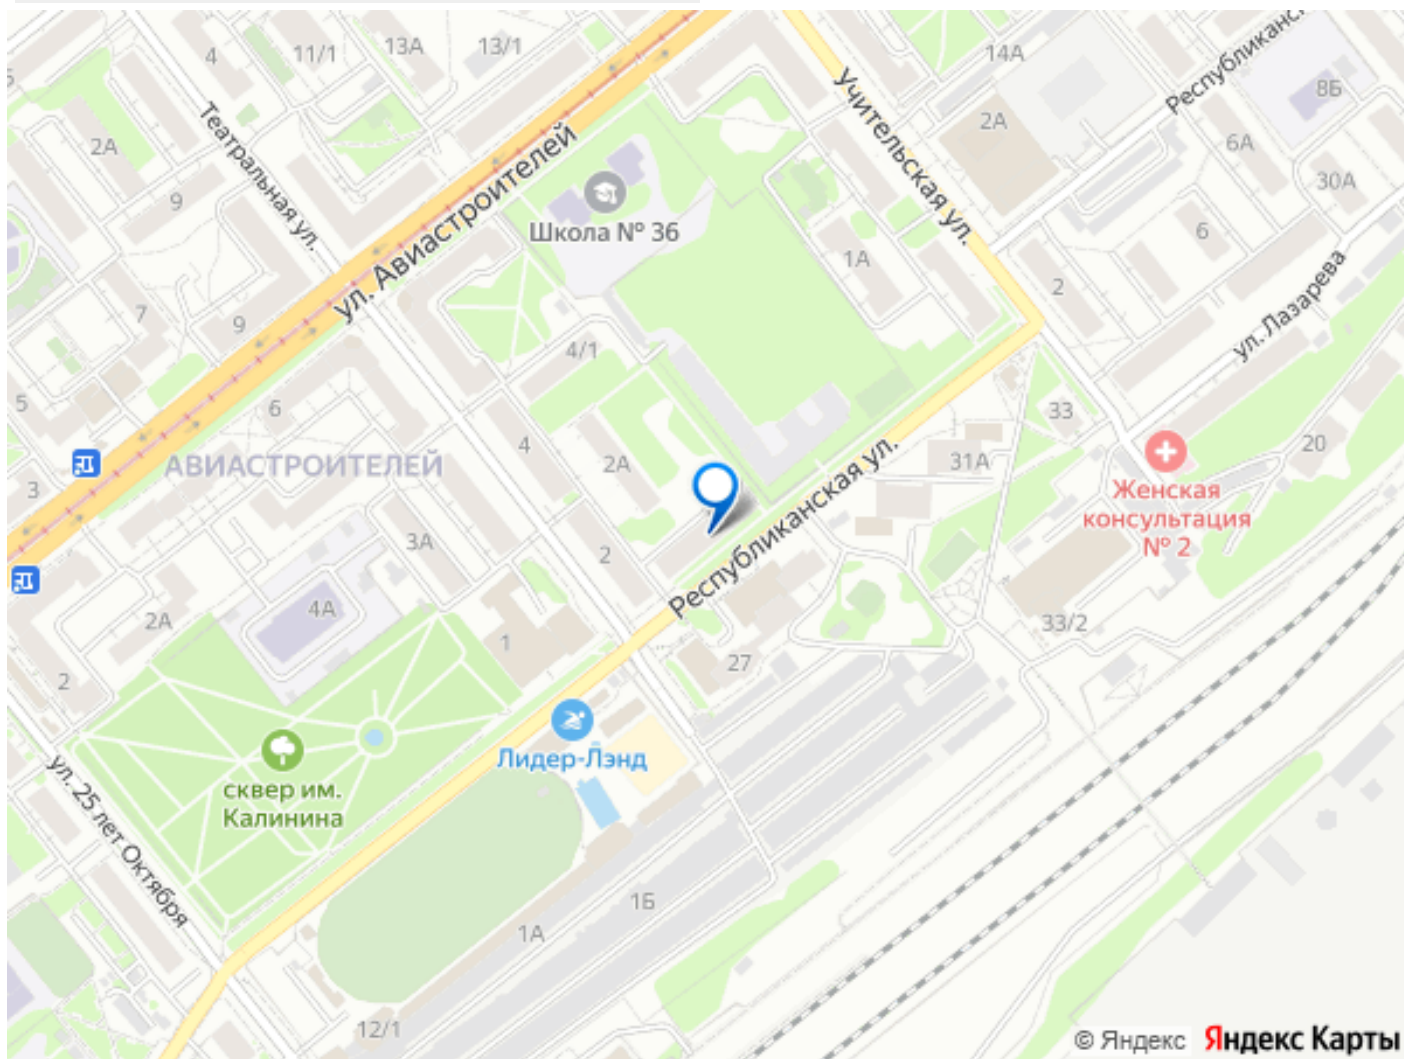 4
11/1
13А
13/1
14А
Республиканск
8Б
2А
Театральная ул.
Учительская ул.
2А
6А
30А
9
ул. Авиастроителей
Школа № 36
1А
6
2
ул. Лазарева
7
9
4/1
5
6
4
33
АВИАСТРОИТЕЛЕЙ
2А
31А
20
3
Республиканская ул.
Женская
консультация
№ 2
3А
2
4А
2А
33/2
1
27
2
Лидер-Лэнд
сквер им.
Калинина
ул. 25 лет Октября
1Б
1А
12/1
© Яндекс Яндекс Карты